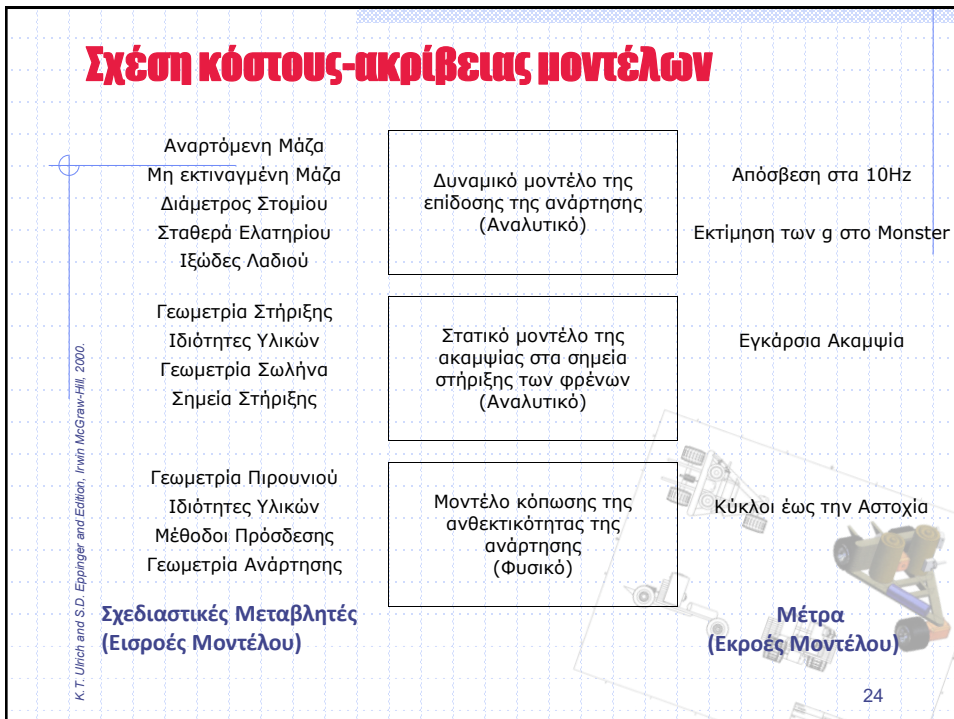 Σχέση κόστους-ακρίβειας μοντέλων
Αναρτόμενη Μάζα
Μη εκτιναγμένη Μάζα
Διάμετρος Στομίου
Σταθερά Ελατηρίου
Ιξώδες Λαδιού
Δυναμικό μοντέλο της
επίδοσης της ανάρτησης
(Αναλυτικό)
Απόσβεση στα 10Hz
Εκτίμηση των g στο Monster
Γεωμετρία Στήριξης
Ιδιότητες Υλικών
Γεωμετρία Σωλήνα
Σημεία Στήριξης
Στατικό μοντέλο της
ακαμψίας στα σημεία
στήριξης των φρένων
(Αναλυτικό)
Εγκάρσια Ακαμψία
Γεωμετρία Πιρουνιού
Ιδιότητες Υλικών
Μέθοδοι Πρόσδεσης
Γεωμετρία Ανάρτησης
Μοντέλο κόπωσης της
ανθεκτικότητας της
ανάρτησης
(Φυσικό)
Κύκλοι έως την Αστοχία
Σχεδιαστικές Μεταβλητές
(Εισροές Μοντέλου)
Μέτρα
(Εκροές Μοντέλου)
K.T. Ulrich and S.D. Eppinger and Edition, Irwin McGraw-Hill, 2000.
24